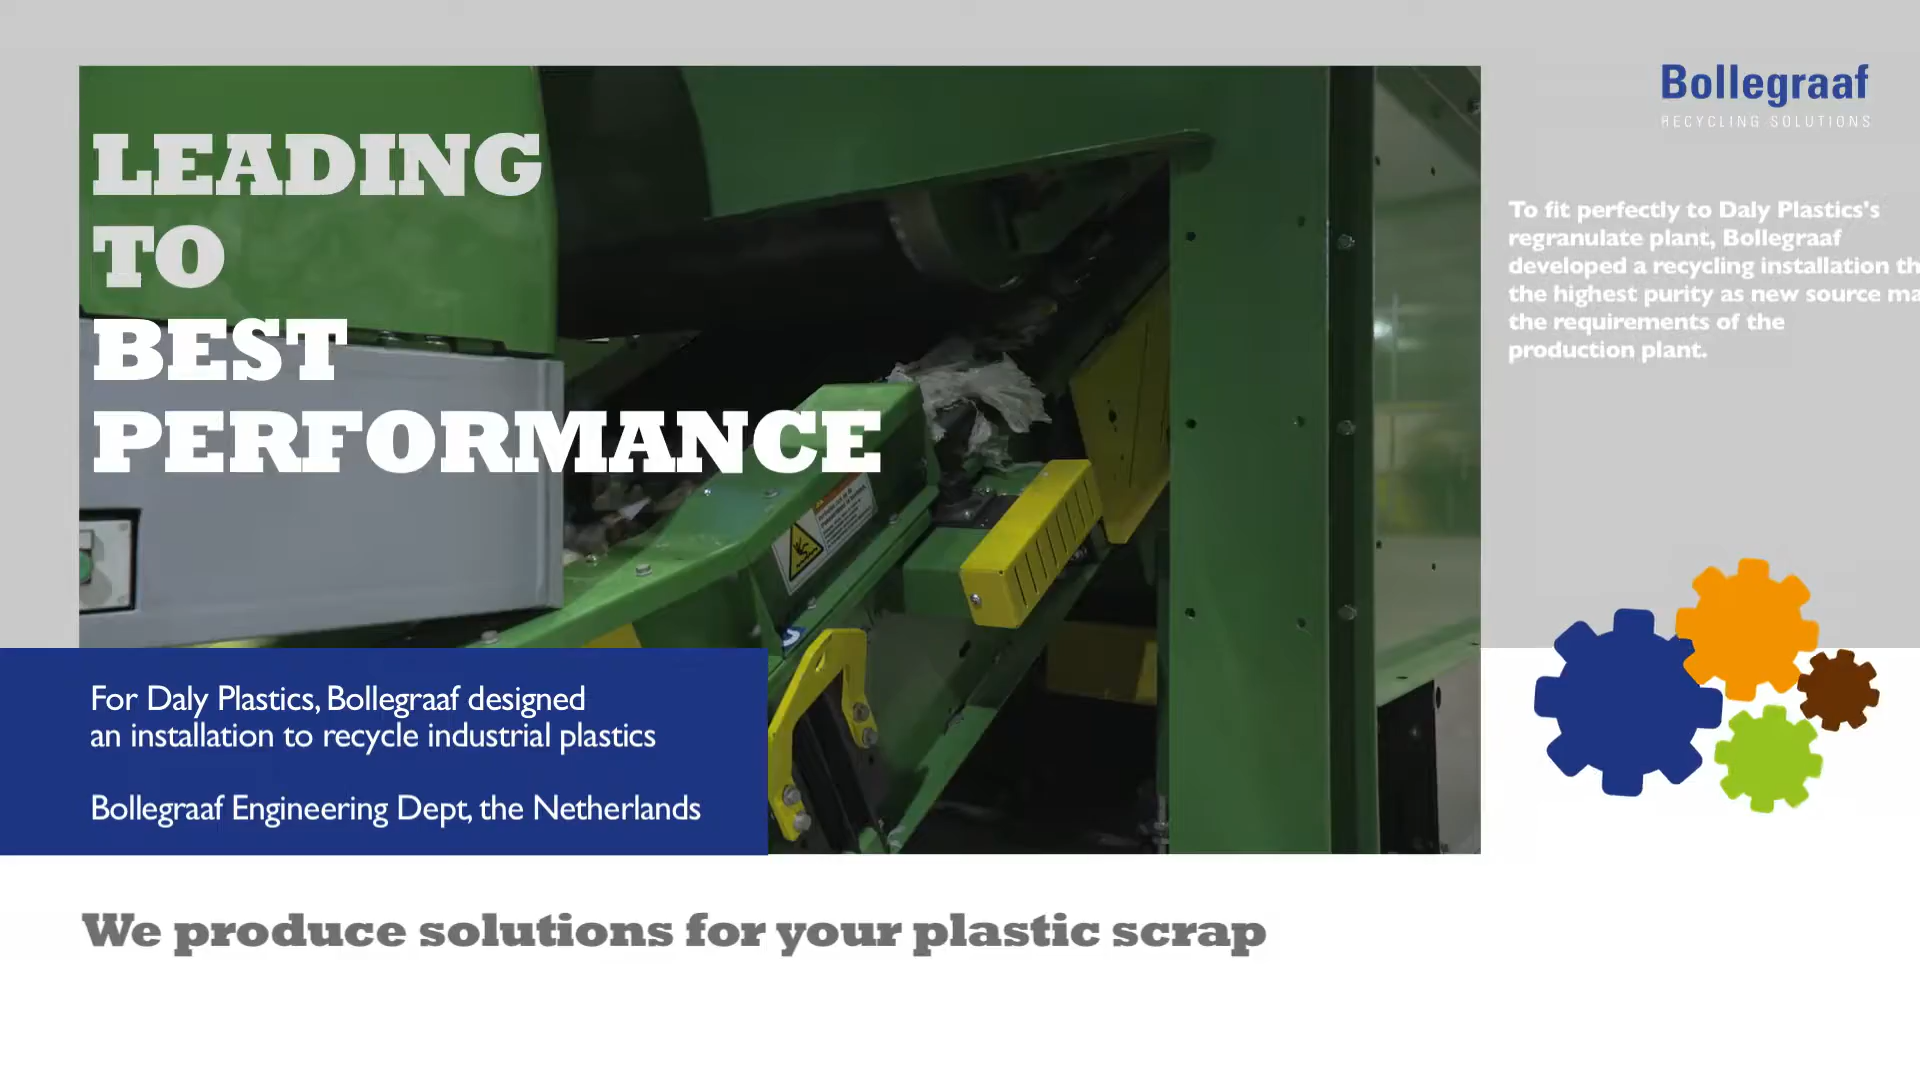 LEADING
TO
BEST
PERFORMANCE
Bollegraaf
RECYCLING SOLUTIONS
To fit perfectly to Daly Plastics's
regranulate plant, Bollegraaf
developed a recycling installation th
the highest purity as new source ma
the requirements of the
production plant.
For Daly Plastics, Bollegraaf designed
an installation to recycle industrial plastics
Bollegraaf Engineering Dept, the Netherlands
We produce solutions for your plastic scrap